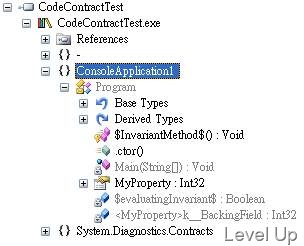 CodeContractTest
CodeContractTest.exe
References
{} -
{} ConsoleApplication1
Program
Base Types
Derived Types
$InvariantMethod$() : Void
.ctor()
Main(String[]) : Void
MyProperty : Int32
$evaluatingInvariant$ : Boolean
<MyProperty>k__BackingField : Int32
{} System.Diagnostics.Contracts
Level Up